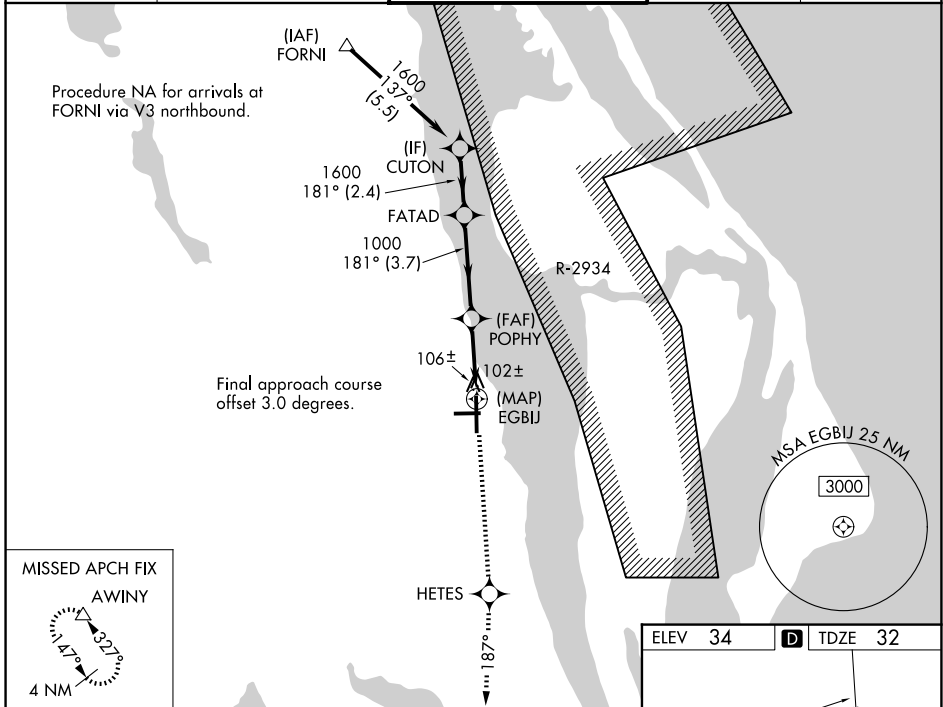 (IAF)
FORNI
Procedure NA for arrivals at
FORNI via V3 northbound.
1600
137°
(5.5)
(IF)
CUTON
1600
181° (2.4)
FATAD
1000
181° (3.7)
R-2934
(FAF)
POPHY
106±
102±
Final approach course
offset 3.0 degrees.
(MAP)
EGBIJ
MSA EGBIJ 25 NM
3000
MISSED APCH FIX
AWINY
327°
147°
4 NM
HETES
187°
ELEV 34 D TDZE 32